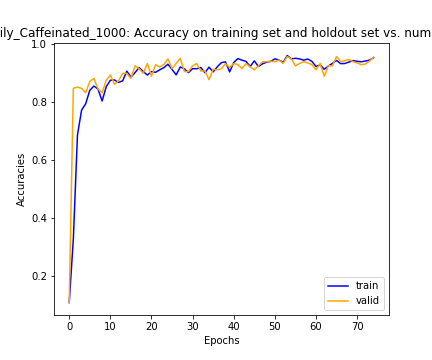 ily_Caffeinated_1000: Accuracy on training set and holdout set vs. num
1.0
0.8
0.6
0.4
0.2
Accuracies
0 10 20 30 40 50 60 70
Epochs
train
valid